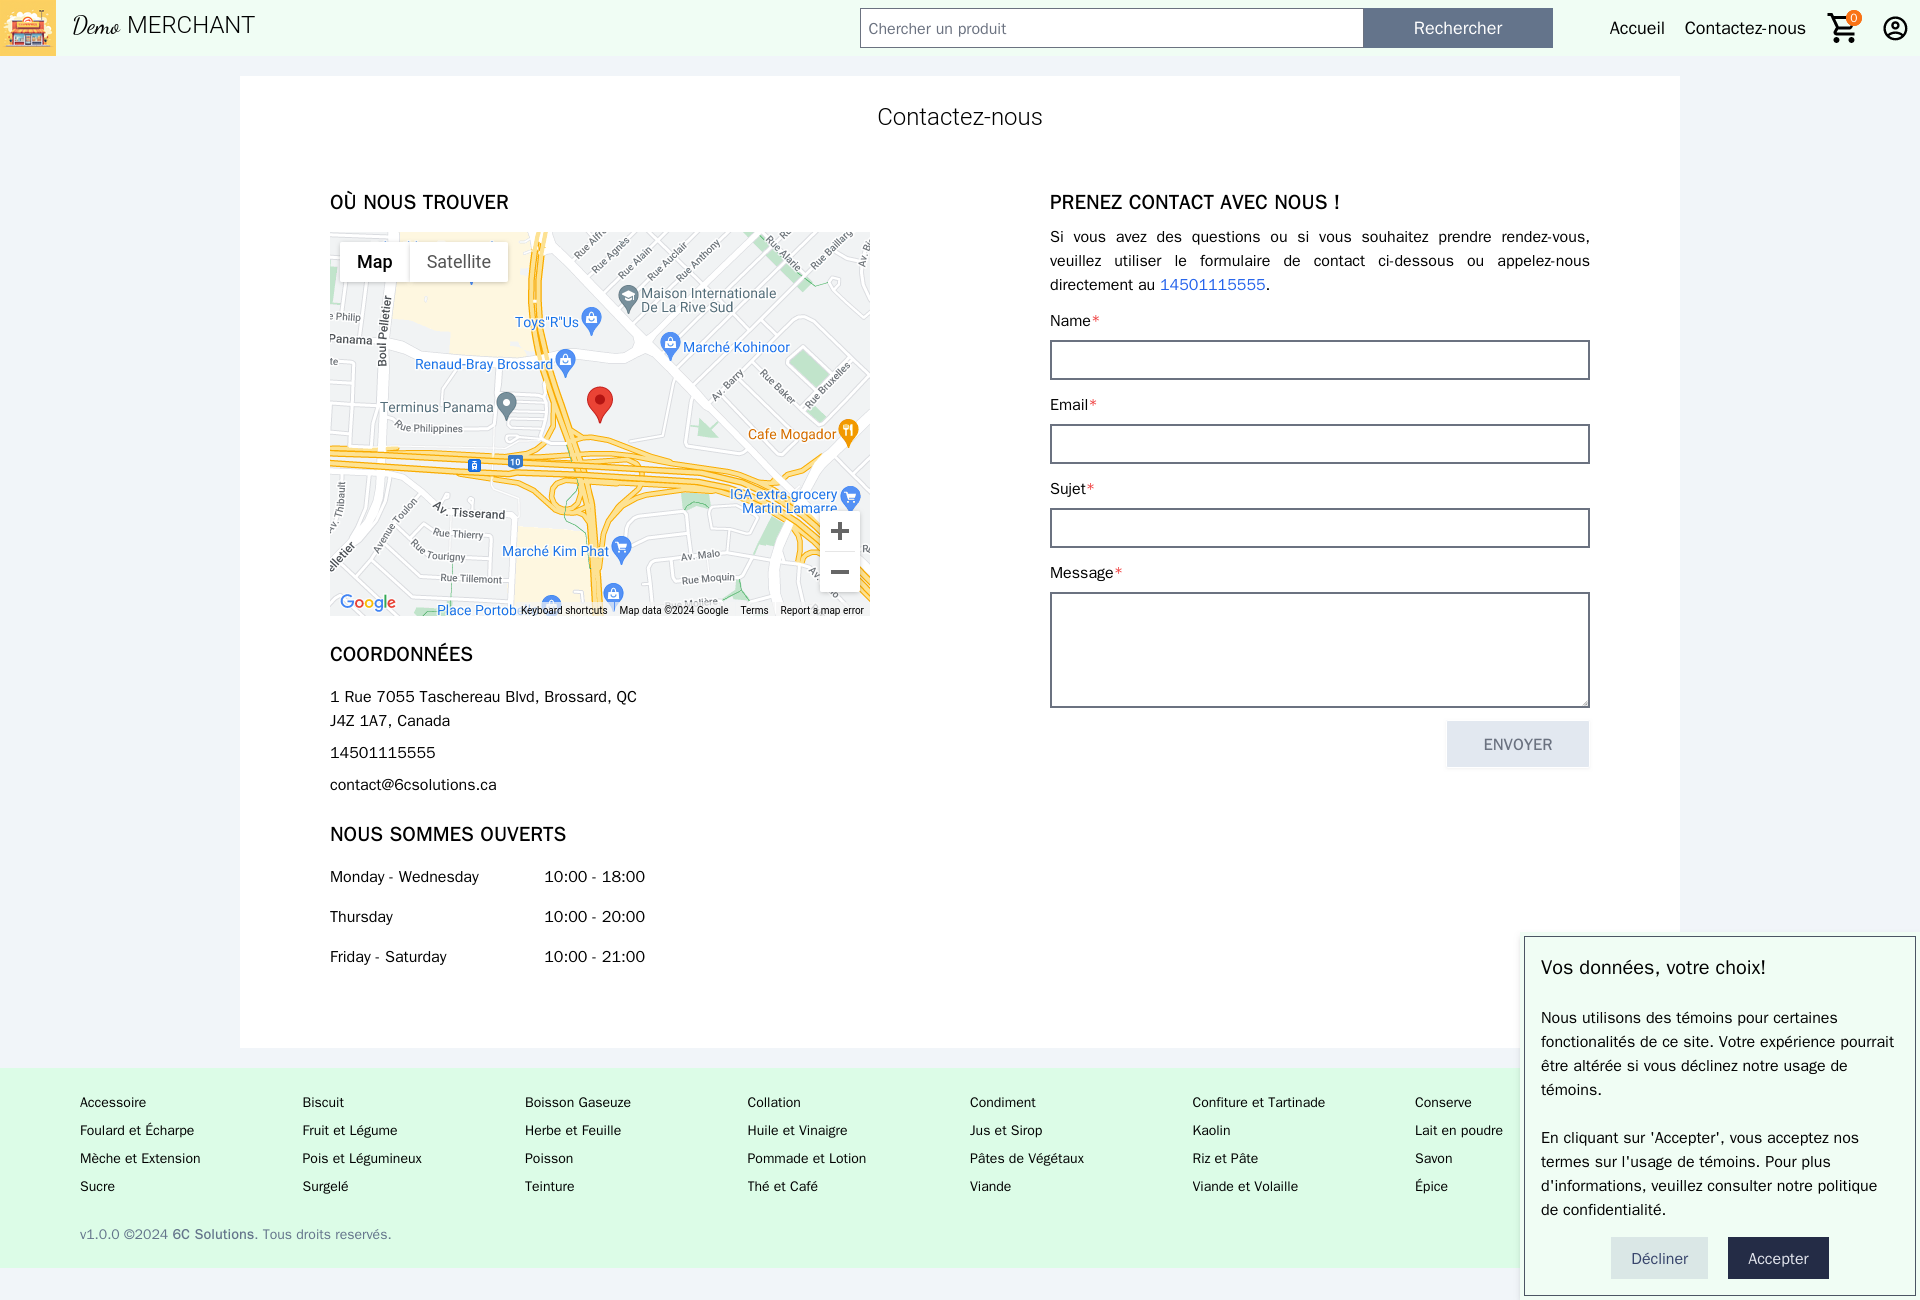 Demo MERCHANT
Chercher un produit
Rechercher
Accueil
Contactez-nous
0
Contactez-nous
OÙ NOUS TROUVER
Map
Satellite
Rue Agnès
Rue Alain
Rue Auclair
Rue Anthony
Rue Alarie
Rue Baillarg
Maison Internationale
De La Rive Sud
Boul Pelletier
e Philip
Panama
Toys"R"Us
Marché Kohinoor
Renaud-Bray Brossard
Av. Barry
Rue Baker
Rue Bruxelles
Terminus Panama
Rue Philippines
Cafe Mogador
10
IGA extra grocery
Martin Lamarre
Av. Thibault
Avenue Toulon
Av. Tisserand
Rue Thierry
Rue Tourigny
elletier
Marché Kim Phat
Av. Malo
Rue Tillemont
Rue Moquin
Google
Place Portob
Keyboard shortcuts
Map data ©2024 Google
Terms
Report a map error
COORDONNÉES
1 Rue 7055 Taschereau Blvd, Brossard, QC
J4Z 1A7, Canada
14501115555
contact@6csolutions.ca
NOUS SOMMES OUVERTS
Monday - Wednesday 10:00 - 18:00
Thursday 10:00 - 20:00
Friday - Saturday 10:00 - 21:00
PRENEZ CONTACT AVEC NOUS !
Si vous avez des questions ou si vous souhaitez prendre rendez-vous,
veuillez utiliser le formulaire de contact ci-dessous ou appelez-nous
directement au 14501115555.
Name*
Email*
Sujet*
Message*
ENVOYER
Accessoire Biscuit Boisson Gaseuze Collation Condiment Confiture et Tartinade Conserve
Foulard et Écharpe Fruit et Légume Herbe et Feuille Huile et Vinaigre Jus et Sirop Kaolin Lait en poudre
Mèche et Extension Pois et Légumineux Poisson Pommade et Lotion Pâtes de Végétaux Riz et Pâte Savon
Sucre Surgelé Teinture Thé et Café Viande Viande et Volaille Épice
v1.0.0 ©2024 6C Solutions. Tous droits reservés.
Vos données, votre choix!
Nous utilisons des témoins pour certaines
fonctionalités de ce site. Votre expérience pourrait
être altérée si vous déclinez notre usage de
témoins.
En cliquant sur 'Accepter', vous acceptez nos
termes sur l'usage de témoins. Pour plus
d'informations, veuillez consulter notre politique
de confidentialité.
Décliner
Accepter